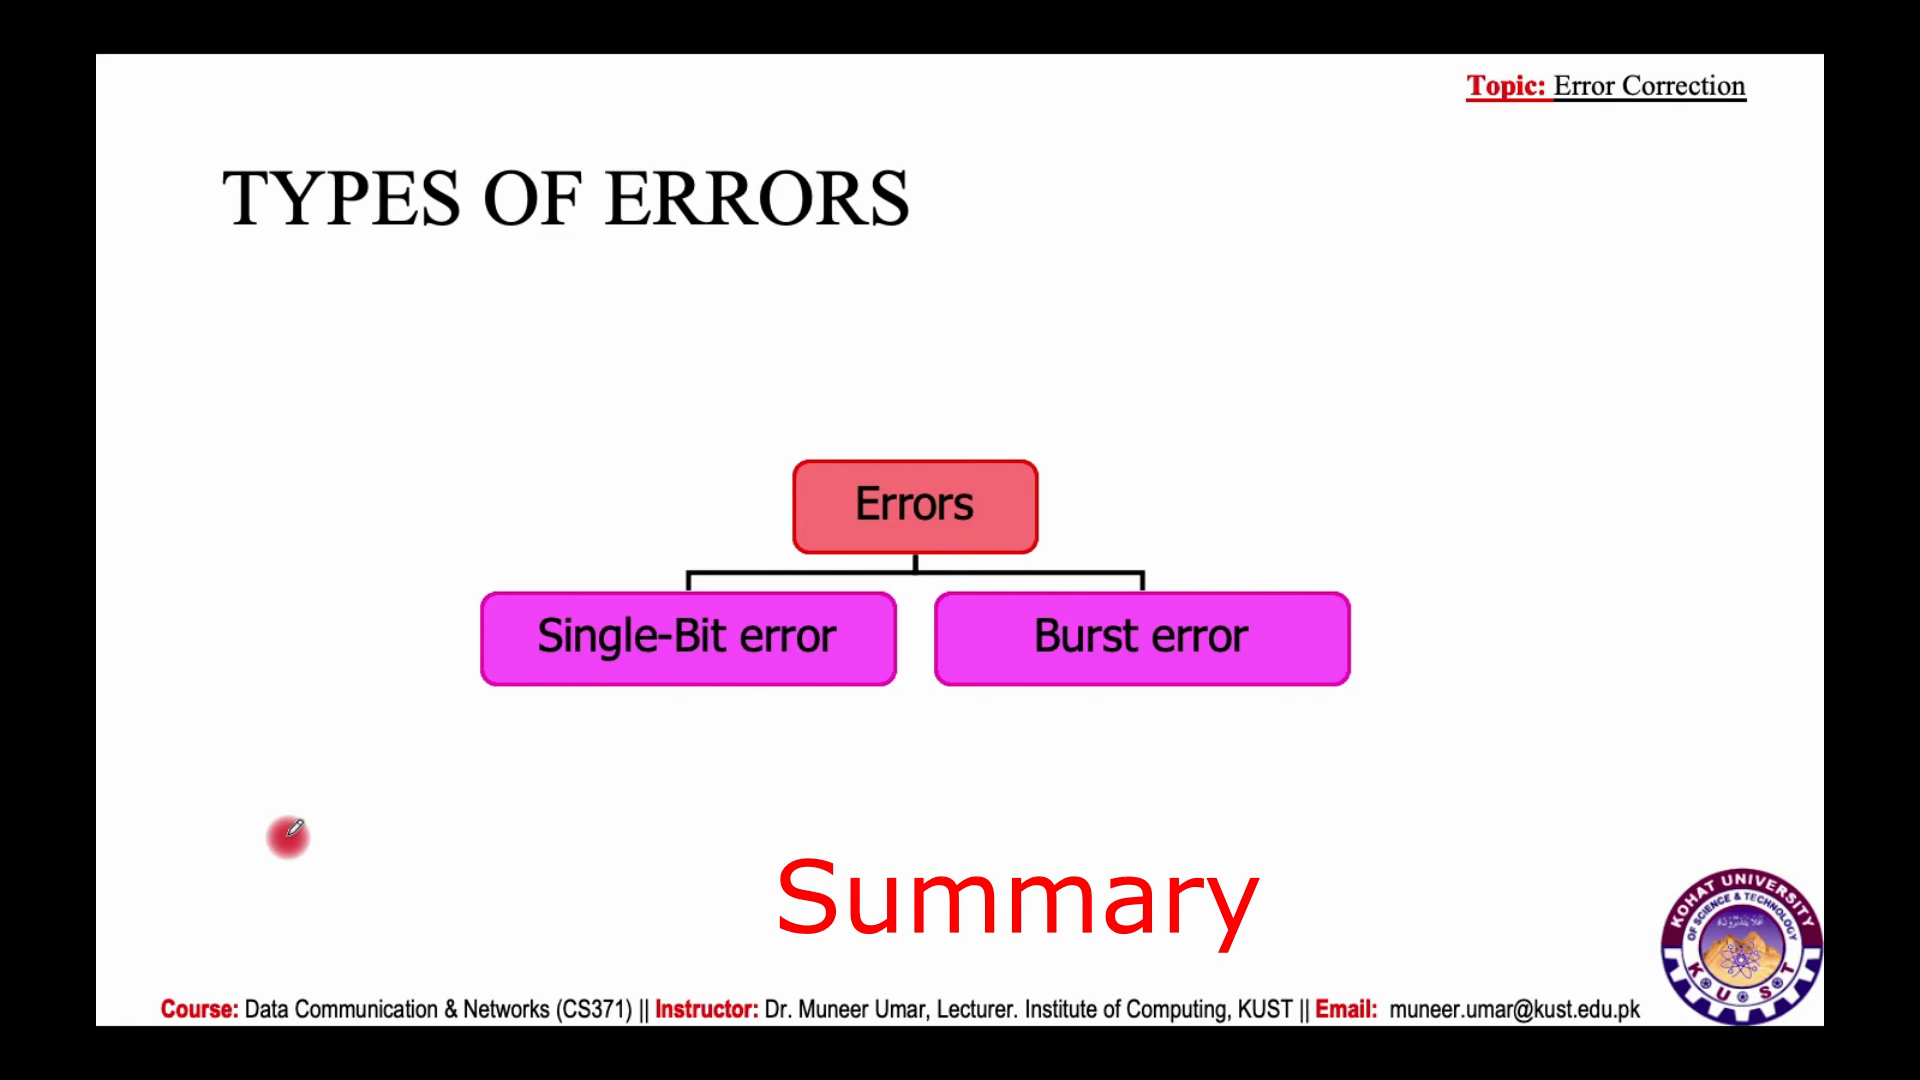 Topic: Error Correction
TYPES OF ERRORS
Errors
Single-Bit error
Burst error
Summary
KOHAT UNIVERSITY
OF SCIENCE & TECHNOLOGY
K U S T
Course: Data Communication & Networks (CS371) || Instructor: Dr. Muneer Umar, Lecturer. Institute of Computing, KUST || Email: muneer.umar@kust.edu.pk